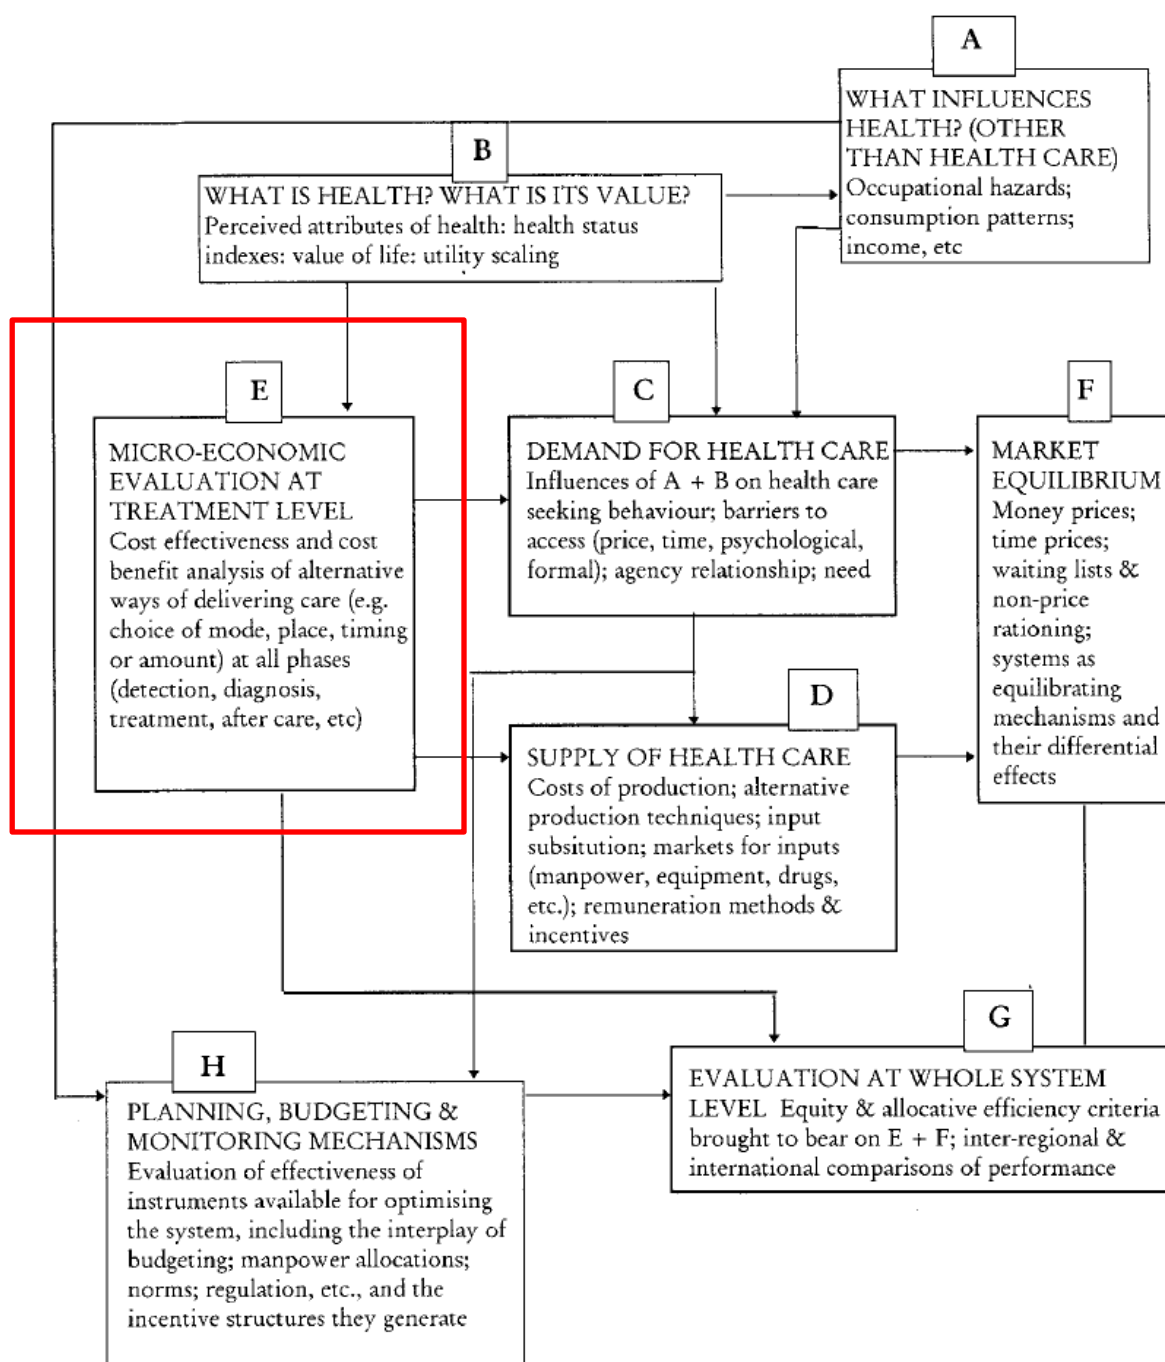 A
WHAT INFLUENCES
HEALTH? (OTHER
THAN HEALTH CARE)
Occupational hazards;
consumption patterns;
income, etc
B
WHAT IS HEALTH? WHAT IS ITS VALUE?
Perceived attributes of health: health status
indexes: value of life: utility scaling
E
MICRO-ECONOMIC
EVALUATION AT
TREATMENT LEVEL
Cost effectiveness and cost
benefit analysis of alternative
ways of delivering care (e.g.
choice of mode, place, timing
or amount) at all phases
(detection, diagnosis,
treatment, after care, etc)
C
DEMAND FOR HEALTH CARE
Influences of A + B on health care
seeking behaviour; barriers to
access (price, time, psychological,
formal); agency relationship; need
F
MARKET
EQUILIBRIUM
Money prices;
time prices;
waiting lists &
non-price
rationing;
systems as
equilibrating
mechanisms and
their differential
effects
D
SUPPLY OF HEALTH CARE
Costs of production; alternative
production techniques; input
subsitution; markets for inputs
(manpower, equipment, drugs,
etc.); remuneration methods &
incentives
G
EVALUATION AT WHOLE SYSTEM
LEVEL Equity & allocative efficiency criteria
brought to bear on E + F; inter-regional &
international comparisons of performance
H
PLANNING, BUDGETING &
MONITORING MECHANISMS
Evaluation of effectiveness of
instruments available for optimising
the system, including the interplay of
budgeting; manpower allocations;
norms; regulation, etc., and the
incentive structures they generate